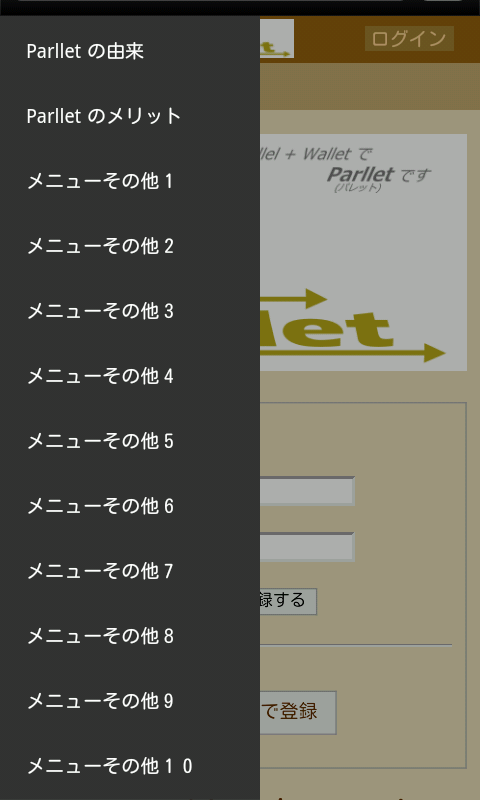 Parllet の由来
Parllet のメリット
メニューその他１
メニューその他２
メニューその他３
メニューその他４
メニューその他５
メニューその他６
メニューその他７
メニューその他８
メニューその他９
メニューその他１０
ログイン
llel + Wallet で
Parllet です
(パレット)
let
録する
で登録